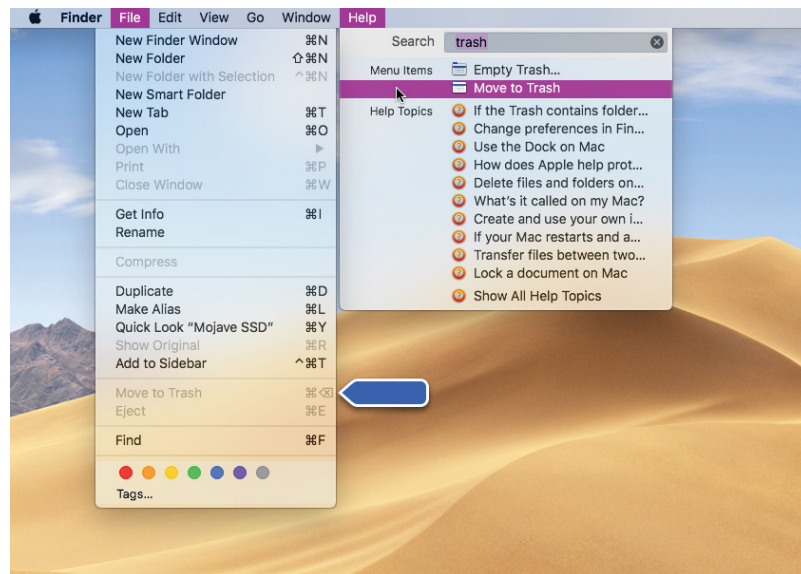 Finder File Edit View Go Window Help
New Finder Window ⌘N
New Folder ⇧⌘N
New Folder with Selection ^⌘N
New Smart Folder
New Tab ⌘T
Open ⌘O
Open With ▶
Print ⌘P
Close Window ⌘W
Get Info ⌘I
Rename
Compress
Duplicate ⌘D
Make Alias ⌘L
Quick Look “Mojave SSD” ⌘Y
Show Original ⌘R
Add to Sidebar ^⌘T
Move to Trash ⌘⌫
Eject ⌘E
Find ⌘F
Tags...
Search trash
Menu Items Empty Trash...
Move to Trash
Help Topics If the Trash contains folder...
Change preferences in Fin...
Use the Dock on Mac
How does Apple help prot...
Delete files and folders on...
What’s it called on my Mac?
Create and use your own i...
If your Mac restarts and a...
Transfer files between two...
Lock a document on Mac
Show All Help Topics